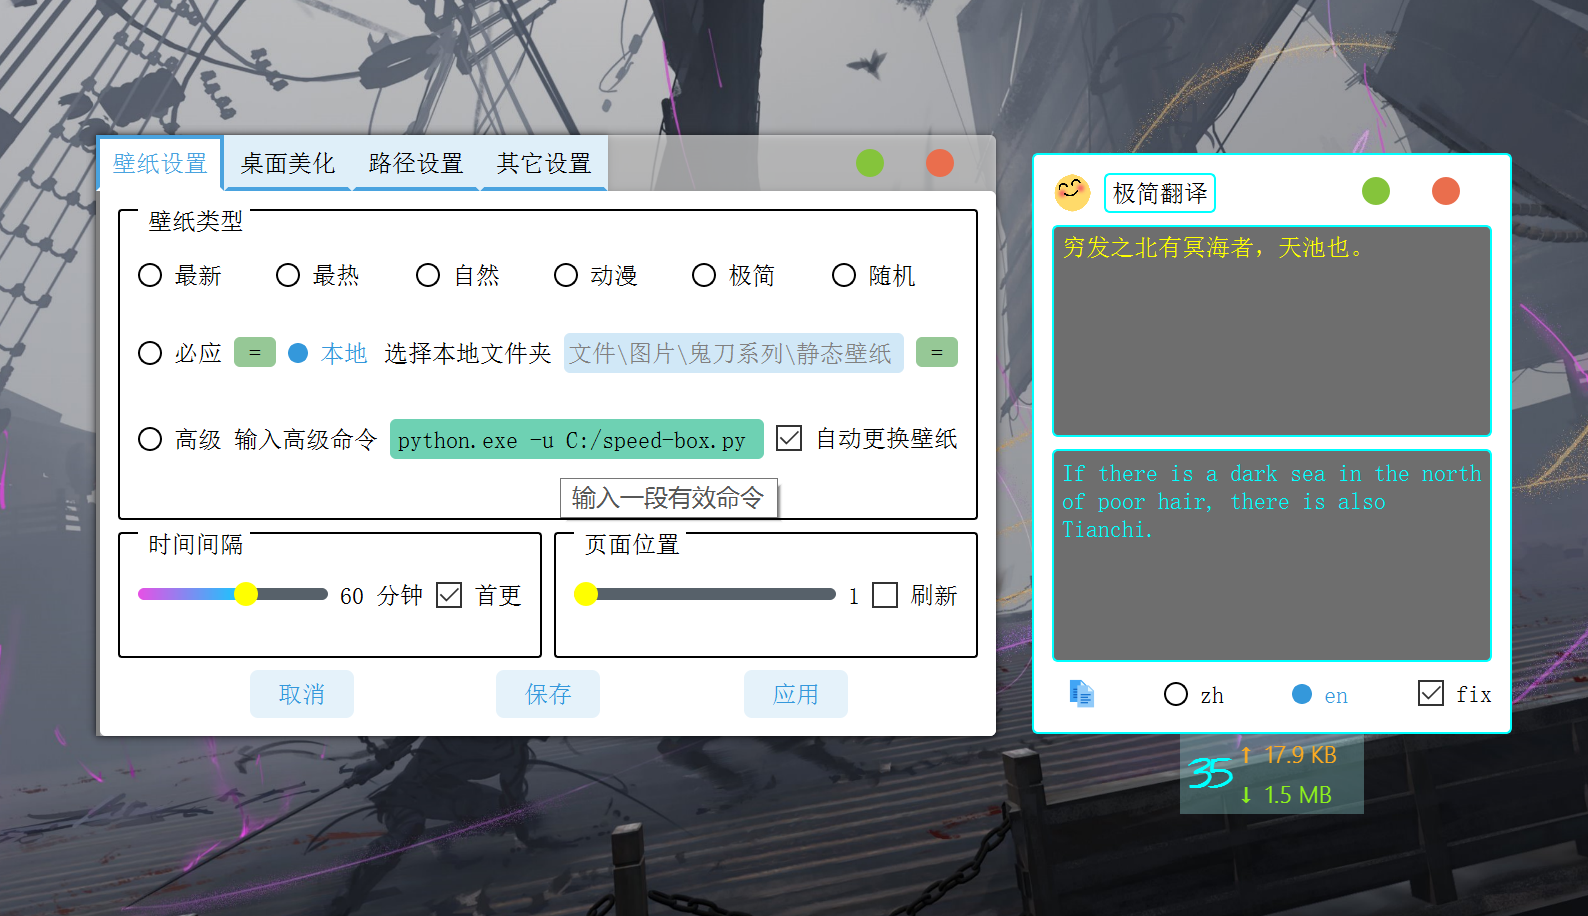 壁纸设置 桌面美化 路径设置 其它设置
壁纸类型
最新 最热 自然 动漫 极简 随机
必应 = 本地 选择本地文件夹 文件\图片\鬼刀系列\静态壁纸 =
高级 输入高级命令 python.exe -u C:/speed-box.py 自动更换壁纸
输入一段有效命令
时间间隔
60 分钟 首更
页面位置
1 刷新
取消 保存 应用
极简翻译
穷发之北有冥海者，天池也。
If there is a dark sea in the north
of poor hair, there is also
Tianchi.
zh en fix
35
↑ 17.9 KB
↓ 1.5 MB